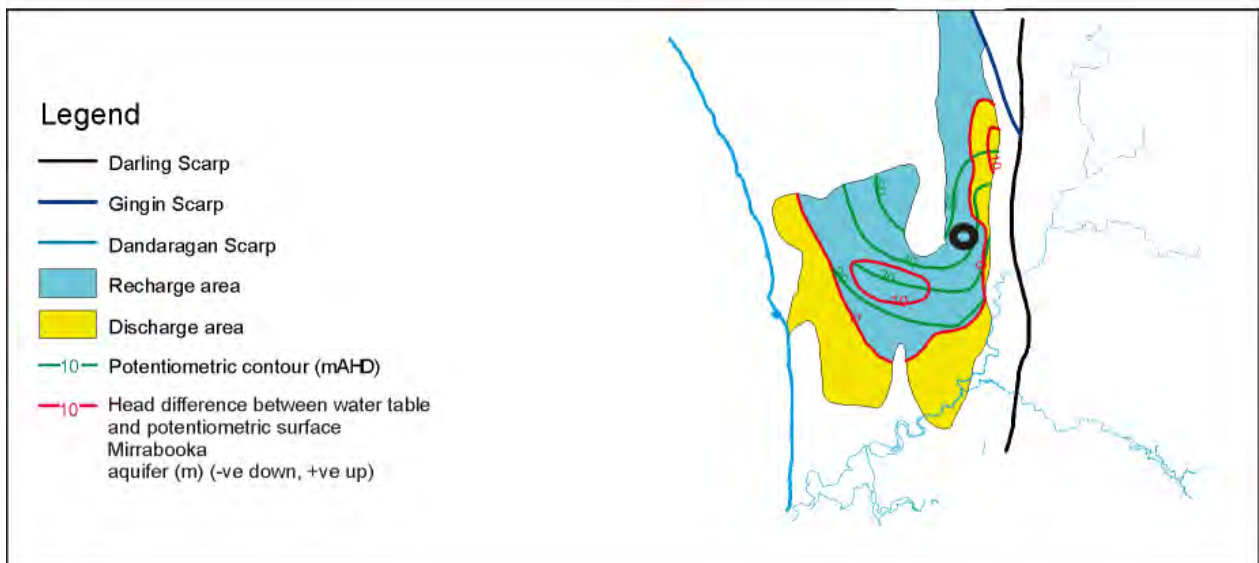 Legend
Darling Scarp
Gingin Scarp
Dandaragan Scarp
Recharge area
Discharge area
10 Potentiometric contour (mAHD)
10 Head difference between water table
and potentiometric surface
Mirrabooka
aquifer (m) (-ve down, +ve up)